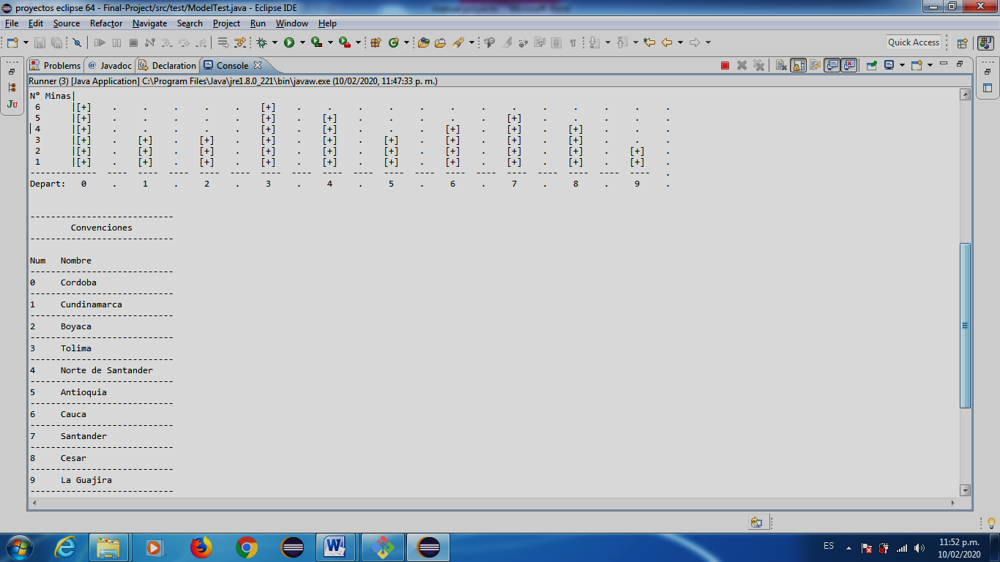 proyectos eclipse 64 - Final-Project/src/test/ModelTest.java - Eclipse IDE
File Edit Source Refactor Navigate Search Project Run Window Help
Quick Access
Problems @ Javadoc Declaration Console
Runner (3) [Java Application] C:\Program Files\Java\jre1.8.0_221\bin\javaw.exe (10/02/2020, 11:47:33 p. m.)
N° Minas|
6      |[+]    .     .     .     .     .    [+]    .     .     .     .     .     .     .     .     .     .     .     .     .
5      |[+]    .     .     .     .     .    [+]    .    [+]    .     .     .     .     .    [+]    .     .     .     .     .
4      |[+]    .     .     .     .     .    [+]    .    [+]    .     .     .    [+]    .    [+]    .    [+]    .     .     .
3      |[+]    .    [+]    .    [+]    .    [+]    .    [+]    .    [+]    .    [+]    .    [+]    .    [+]    .     .     .
2      |[+]    .    [+]    .    [+]    .    [+]    .    [+]    .    [+]    .    [+]    .    [+]    .    [+]    .    [+]    .
1      |[+]    .    [+]    .    [+]    .    [+]    .    [+]    .    [+]    .    [+]    .    [+]    .    [+]    .    [+]    .
-------------  ----  ----  ----  ----  ----  ----  ----  ----  ----  ----  ----  ----  ----  ----  ----  ----  ----  ----   .
Depart:   0     .     1     .     2     .     3     .     4     .     5     .     6     .     7     .     8     .     9     .
----------------------------
Convenciones
----------------------------
Num   Nombre
----------------------------
0     Cordoba
----------------------------
1     Cundinamarca
----------------------------
2     Boyaca
----------------------------
3     Tolima
----------------------------
4     Norte de Santander
----------------------------
5     Antioquia
----------------------------
6     Cauca
----------------------------
7     Santander
----------------------------
8     Cesar
----------------------------
9     La Guajira
----------------------------
ES
11:52 p.m.
10/02/2020